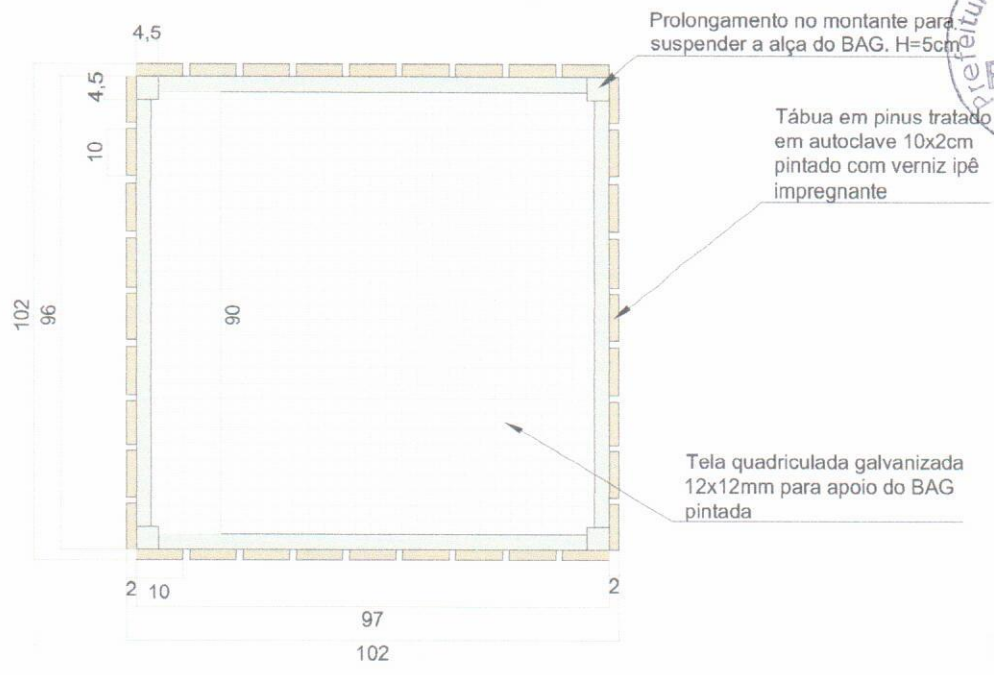 Prolongamento no montante para
suspender a alça do BAG. H=5cm
Prefeitu
4,5
4,5
10
Tábua em pinus tratado
em autoclave 10x2cm
pintado com verniz ipê
impregnante
102
96
90
Tela quadriculada galvanizada
12x12mm para apoio do BAG
pintada
2
10
2
97
102